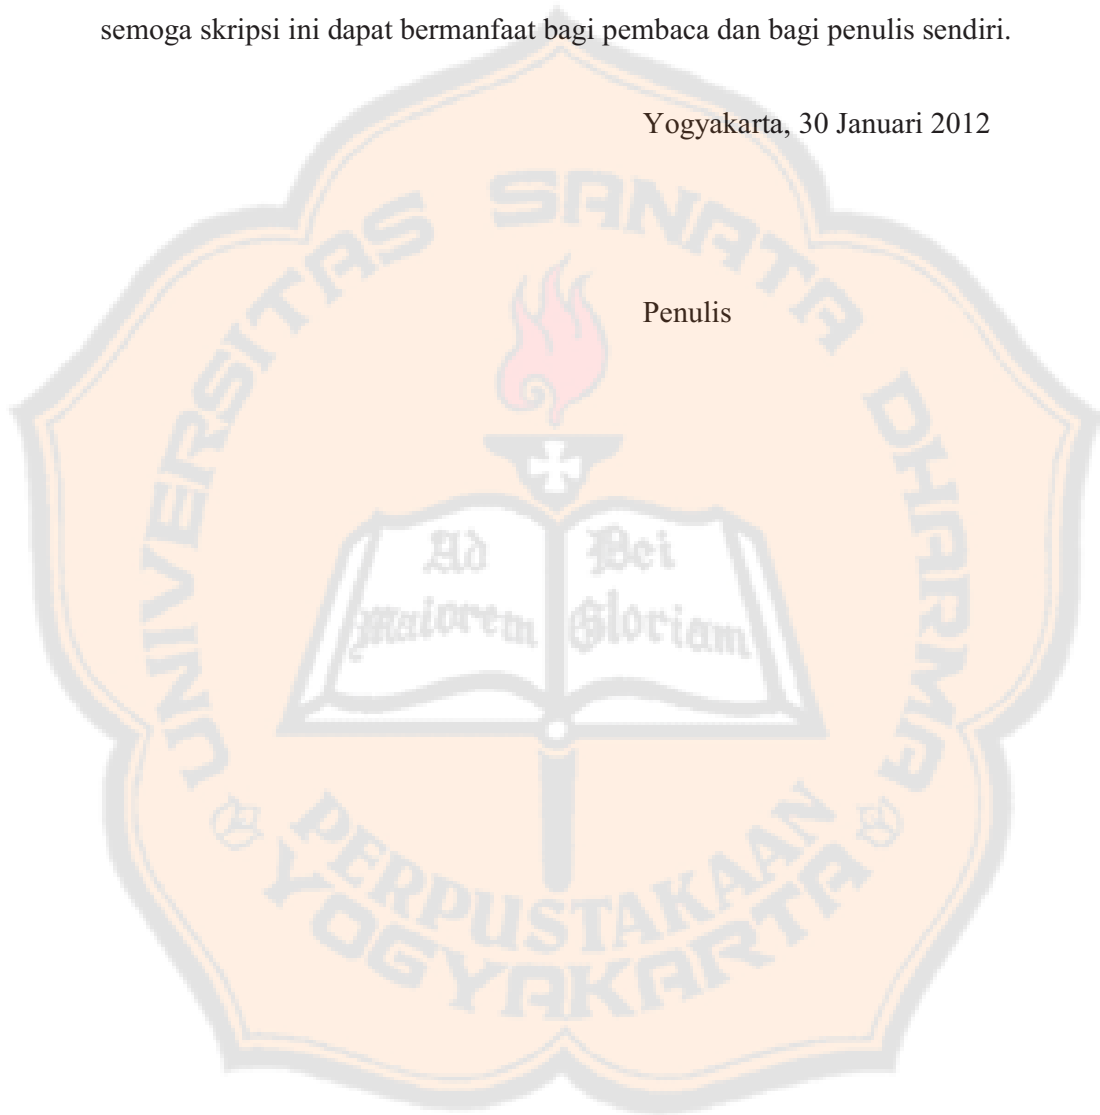 semoga skripsi ini dapat bermanfaat bagi pembaca dan bagi penulis sendiri.
Yogyakarta, 30 Januari 2012
Penulis
UNIVERSITAS SANATA DHARMA
Ad Dei
Maiorem Gloriam
PERPUSTAKAAN
YOGYAKARTA